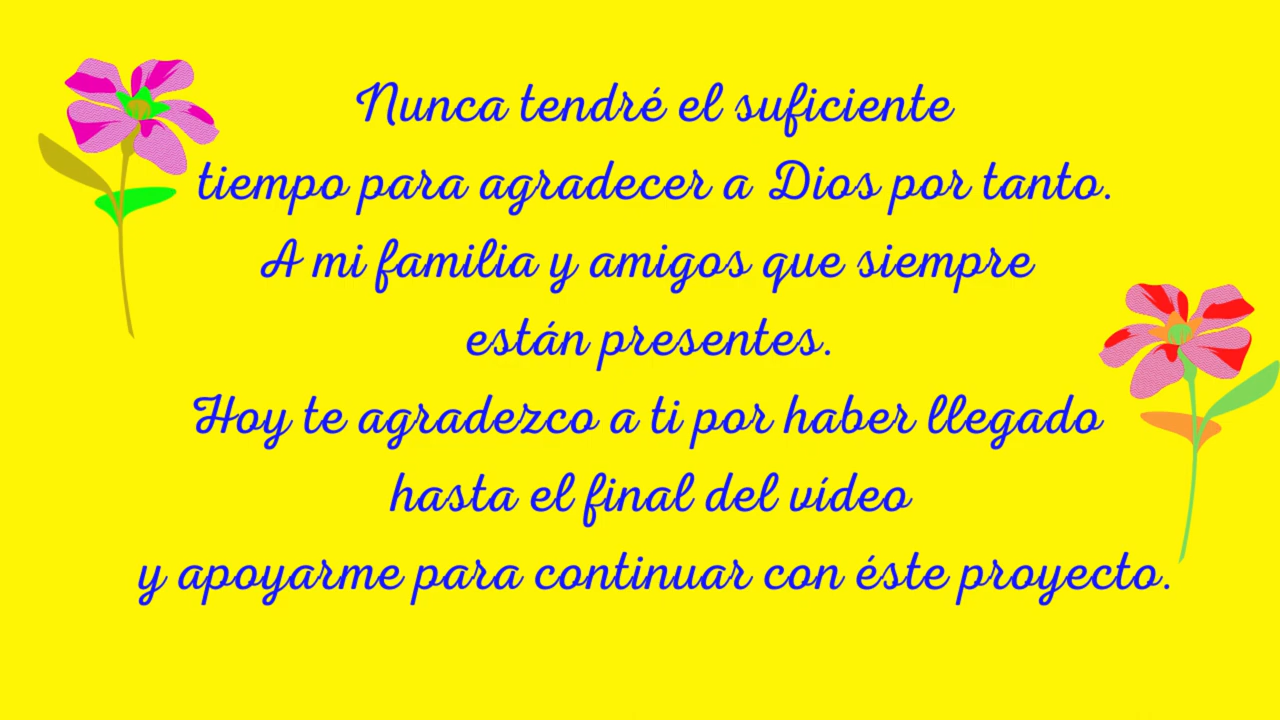 Nunca tendré el suficiente
tiempo para agradecer a Dios por tanto.
A mi familia y amigos que siempre
están presentes.
Hoy te agradezco a ti por haber llegado
hasta el final del vídeo
y apoyarme para continuar con éste proyecto.